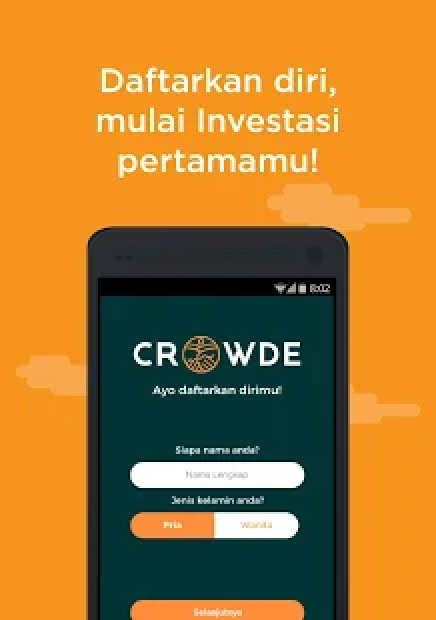 Daftarkan diri,
mulai Investasi
pertamamu!
8:02
CROWDE
Ayo daftarkan dirimu!
Siapa nama anda?
Nama Lengkap
Jenis kelamin anda?
Pria
Wanita
Selanjutnya